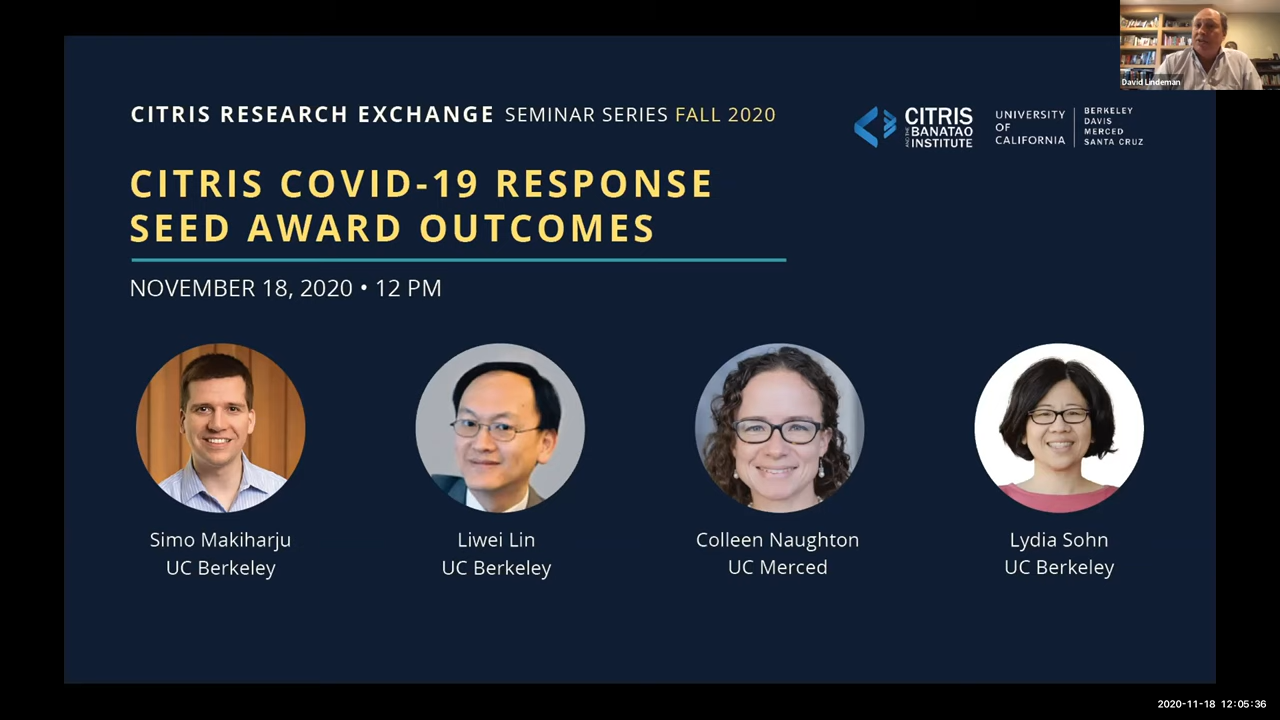 David Lindeman
CITRIS RESEARCH EXCHANGE SEMINAR SERIES FALL 2020
CITRIS
AND THE
BANATAO
INSTITUTE
UNIVERSITY
OF
CALIFORNIA
BERKELEY
DAVIS
MERCED
SANTA CRUZ
CITRIS COVID-19 RESPONSE
SEED AWARD OUTCOMES
NOVEMBER 18, 2020 • 12 PM
Simo Makiharju
UC Berkeley
Liwei Lin
UC Berkeley
Colleen Naughton
UC Merced
Lydia Sohn
UC Berkeley
2020-11-18 12:05:36